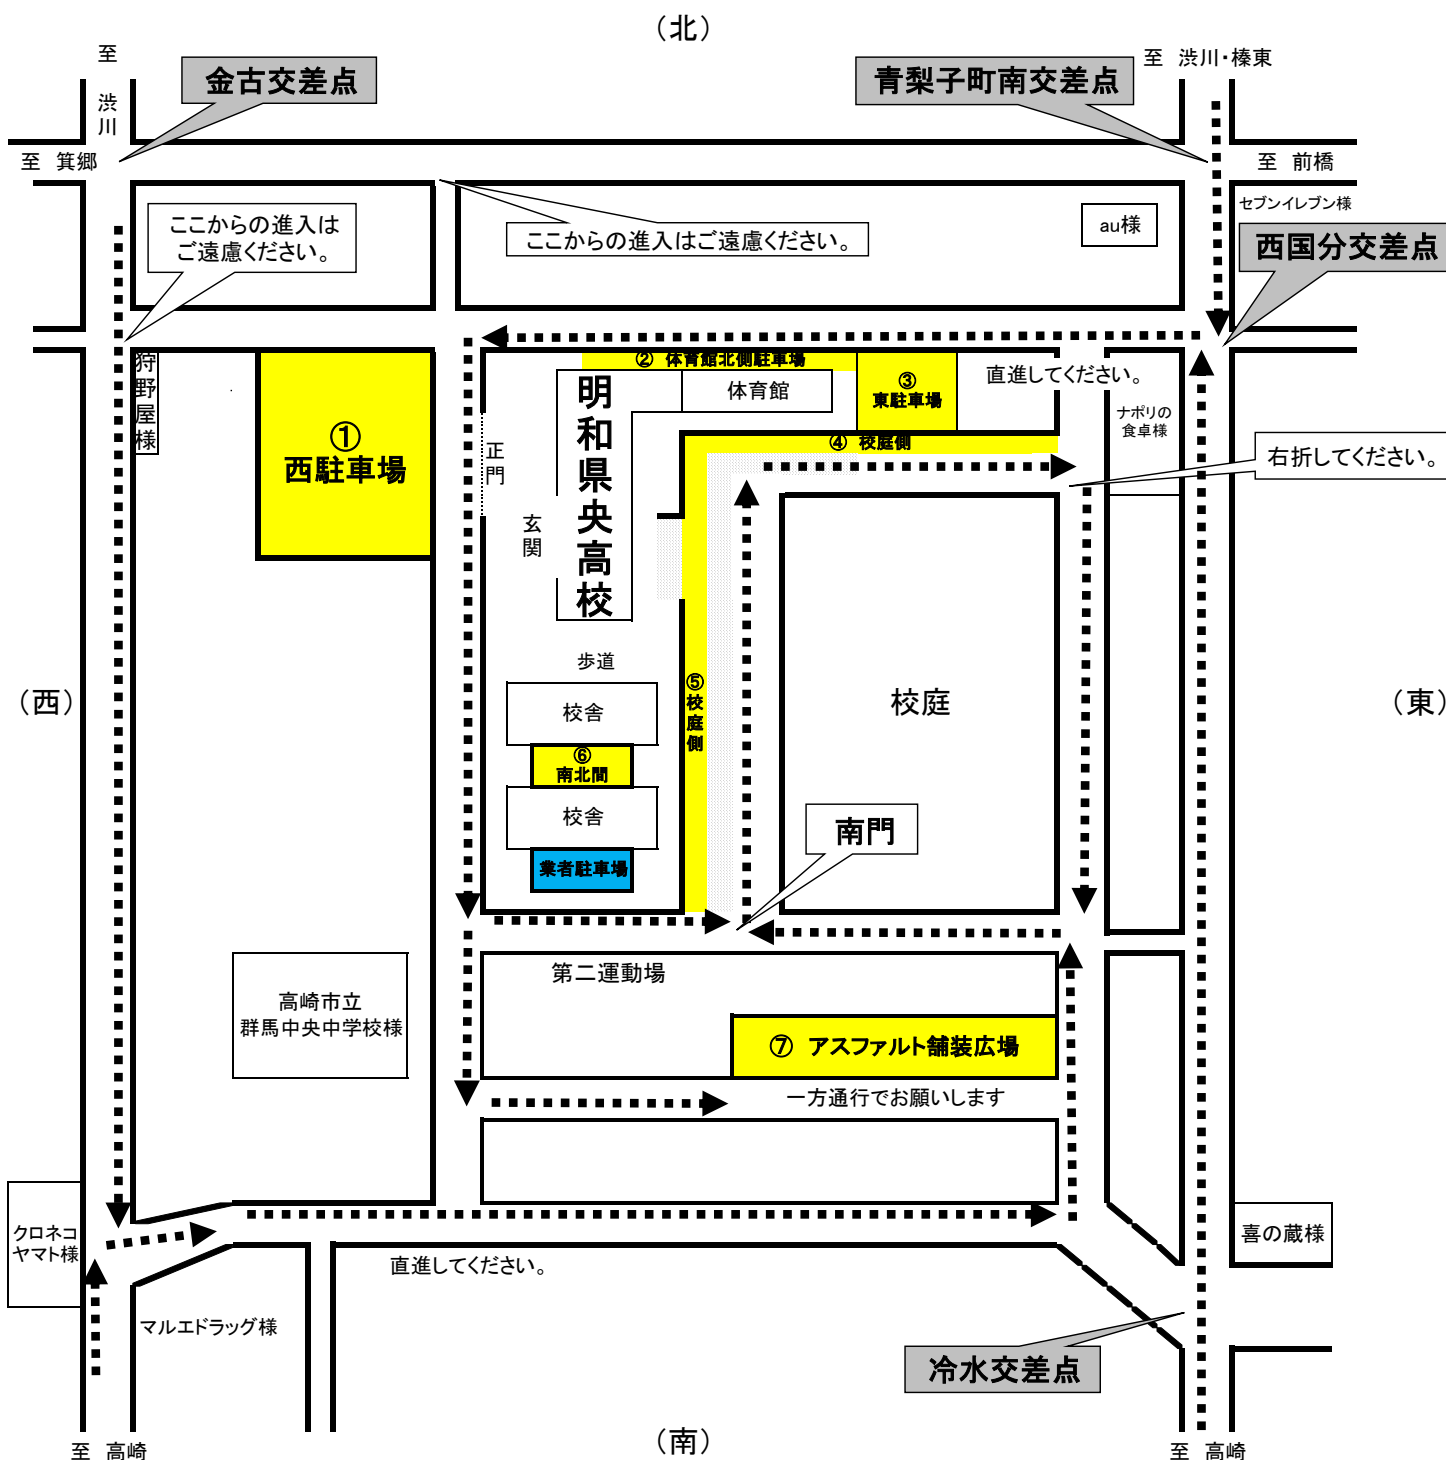 （北）
至
渋
川
金古交差点
青梨子町南交差点
至 渋川・榛東
至 箕郷
至 前橋
ここからの進入は
ご遠慮ください。
ここからの進入はご遠慮ください。
au様
セブンイレブン様
西国分交差点
狩野屋様
①
西駐車場
② 体育館北側駐車場
体育館
③
東駐車場
直進してください。
ナポリの
食卓様
明和県央高校
正門
玄関
④ 校庭側
右折してください。
歩道
（西）
校舎
⑤校庭側
校庭
（東）
⑥
南北間
校舎
業者駐車場
南門
第二運動場
高崎市立
群馬中央中学校様
⑦ アスファルト舗装広場
一方通行でお願いします
クロネコ
ヤマト様
喜の蔵様
直進してください。
マルエドラッグ様
冷水交差点
（南）
至 高崎
至 高崎